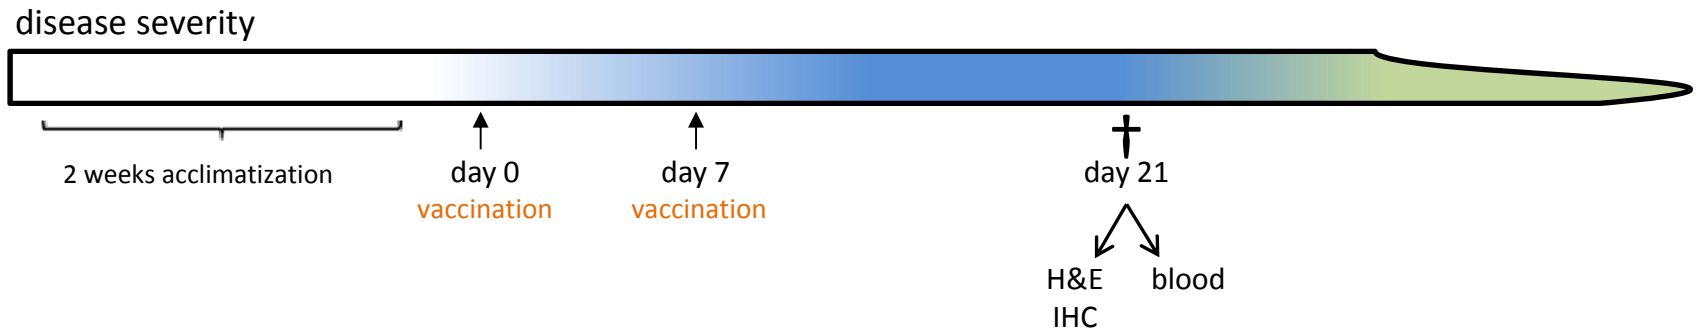 disease severity
2 weeks acclimatization
day 0
vaccination
day 7
vaccination
day 21
H&E
IHC
blood